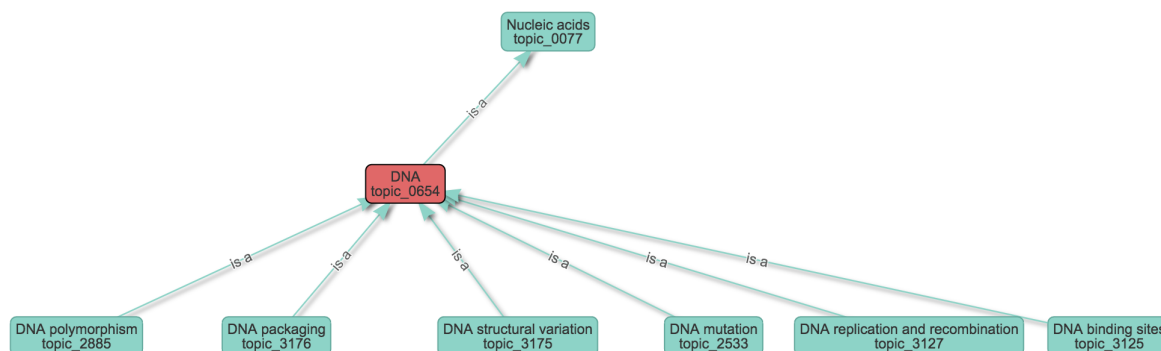 Nucleic acids
topic_0077
is a
DNA
topic_0654
is a
is a
is a
is a
is a
is a
DNA polymorphism
topic_2885
DNA packaging
topic_3176
DNA structural variation
topic_3175
DNA mutation
topic_2533
DNA replication and recombination
topic_3127
DNA binding sites
topic_3125